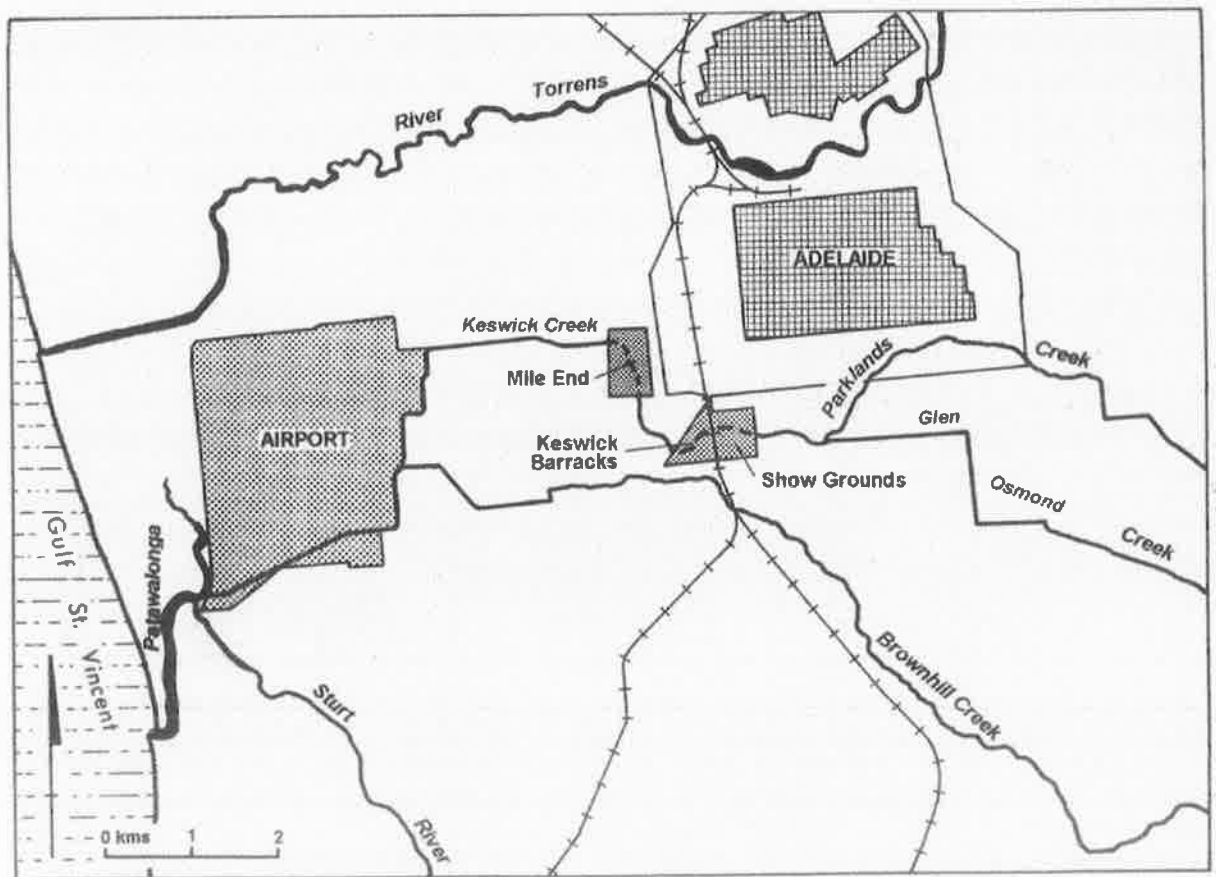 River Torrens
ADELAIDE
Keswick Creek
Mile End
Parklands Creek
AIRPORT
Keswick
Barracks
Glen Osmond Creek
Show Grounds
Patawalonga
Gulf St. Vincent
Sturt River
Brownhill Creek
0 kms 1 2